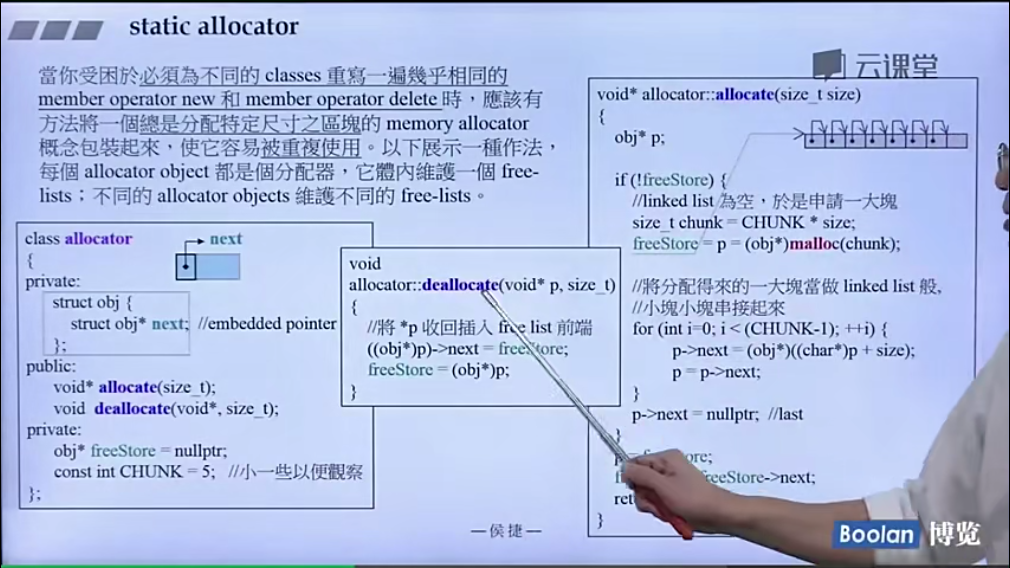 static allocator
云课堂
當你受困於必須為不同的 classes 重寫一遍幾乎相同的
member operator new 和 member operator delete 時，應該有
方法將一個總是分配特定尺寸之區塊的 memory allocator
概念包裝起來，使它容易被重複使用。以下展示一種作法，
每個 allocator object 都是個分配器，它體內維護一個 free-
lists；不同的 allocator objects 維護不同的 free-lists。
class allocator
{
private:
struct obj {
struct obj* next; //embedded pointer
};
public:
void* allocate(size_t);
void deallocate(void*, size_t);
private:
obj* freeStore = nullptr;
const int CHUNK = 5; //小一些以便觀察
};
next
void
allocator::deallocate(void* p, size_t)
{
//將 *p 收回插入 free list 前端
((obj*)p)->next = freeStore;
freeStore = (obj*)p;
}
void* allocator::allocate(size_t size)
{
obj* p;
if (!freeStore) {
//linked list 為空，於是申請一大塊
size_t chunk = CHUNK * size;
freeStore = p = (obj*)malloc(chunk);
//將分配得來的一大塊當做 linked list 般,
//小塊小塊串接起來
for (int i=0; i < (CHUNK-1); ++i) {
p->next = (obj*)((char*)p + size);
p = p->next;
}
p->next = nullptr; //last
}
freeStore->next;
}
—侯捷—
Boolan 博览